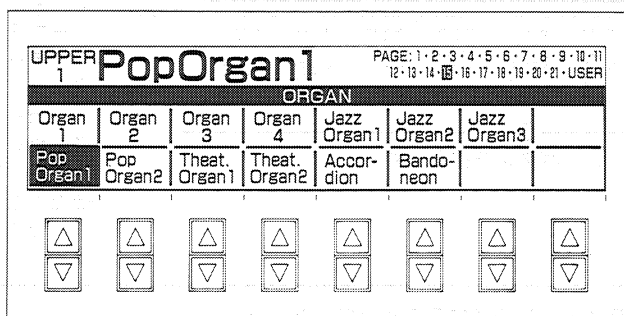 UPPER
1
PopOrgan1
PAGE: 1・2・3・4・5・6・7・8・9・10・11
12・13・14・15・16・17・18・19・20・21・USER
ORGAN
Organ 1 Organ 2 Organ 3 Organ 4 Jazz Organ1 Jazz Organ2 Jazz Organ3
Pop Organ1 Pop Organ2 Theat. Organ1 Theat. Organ2 Accor-dion Bando-neon